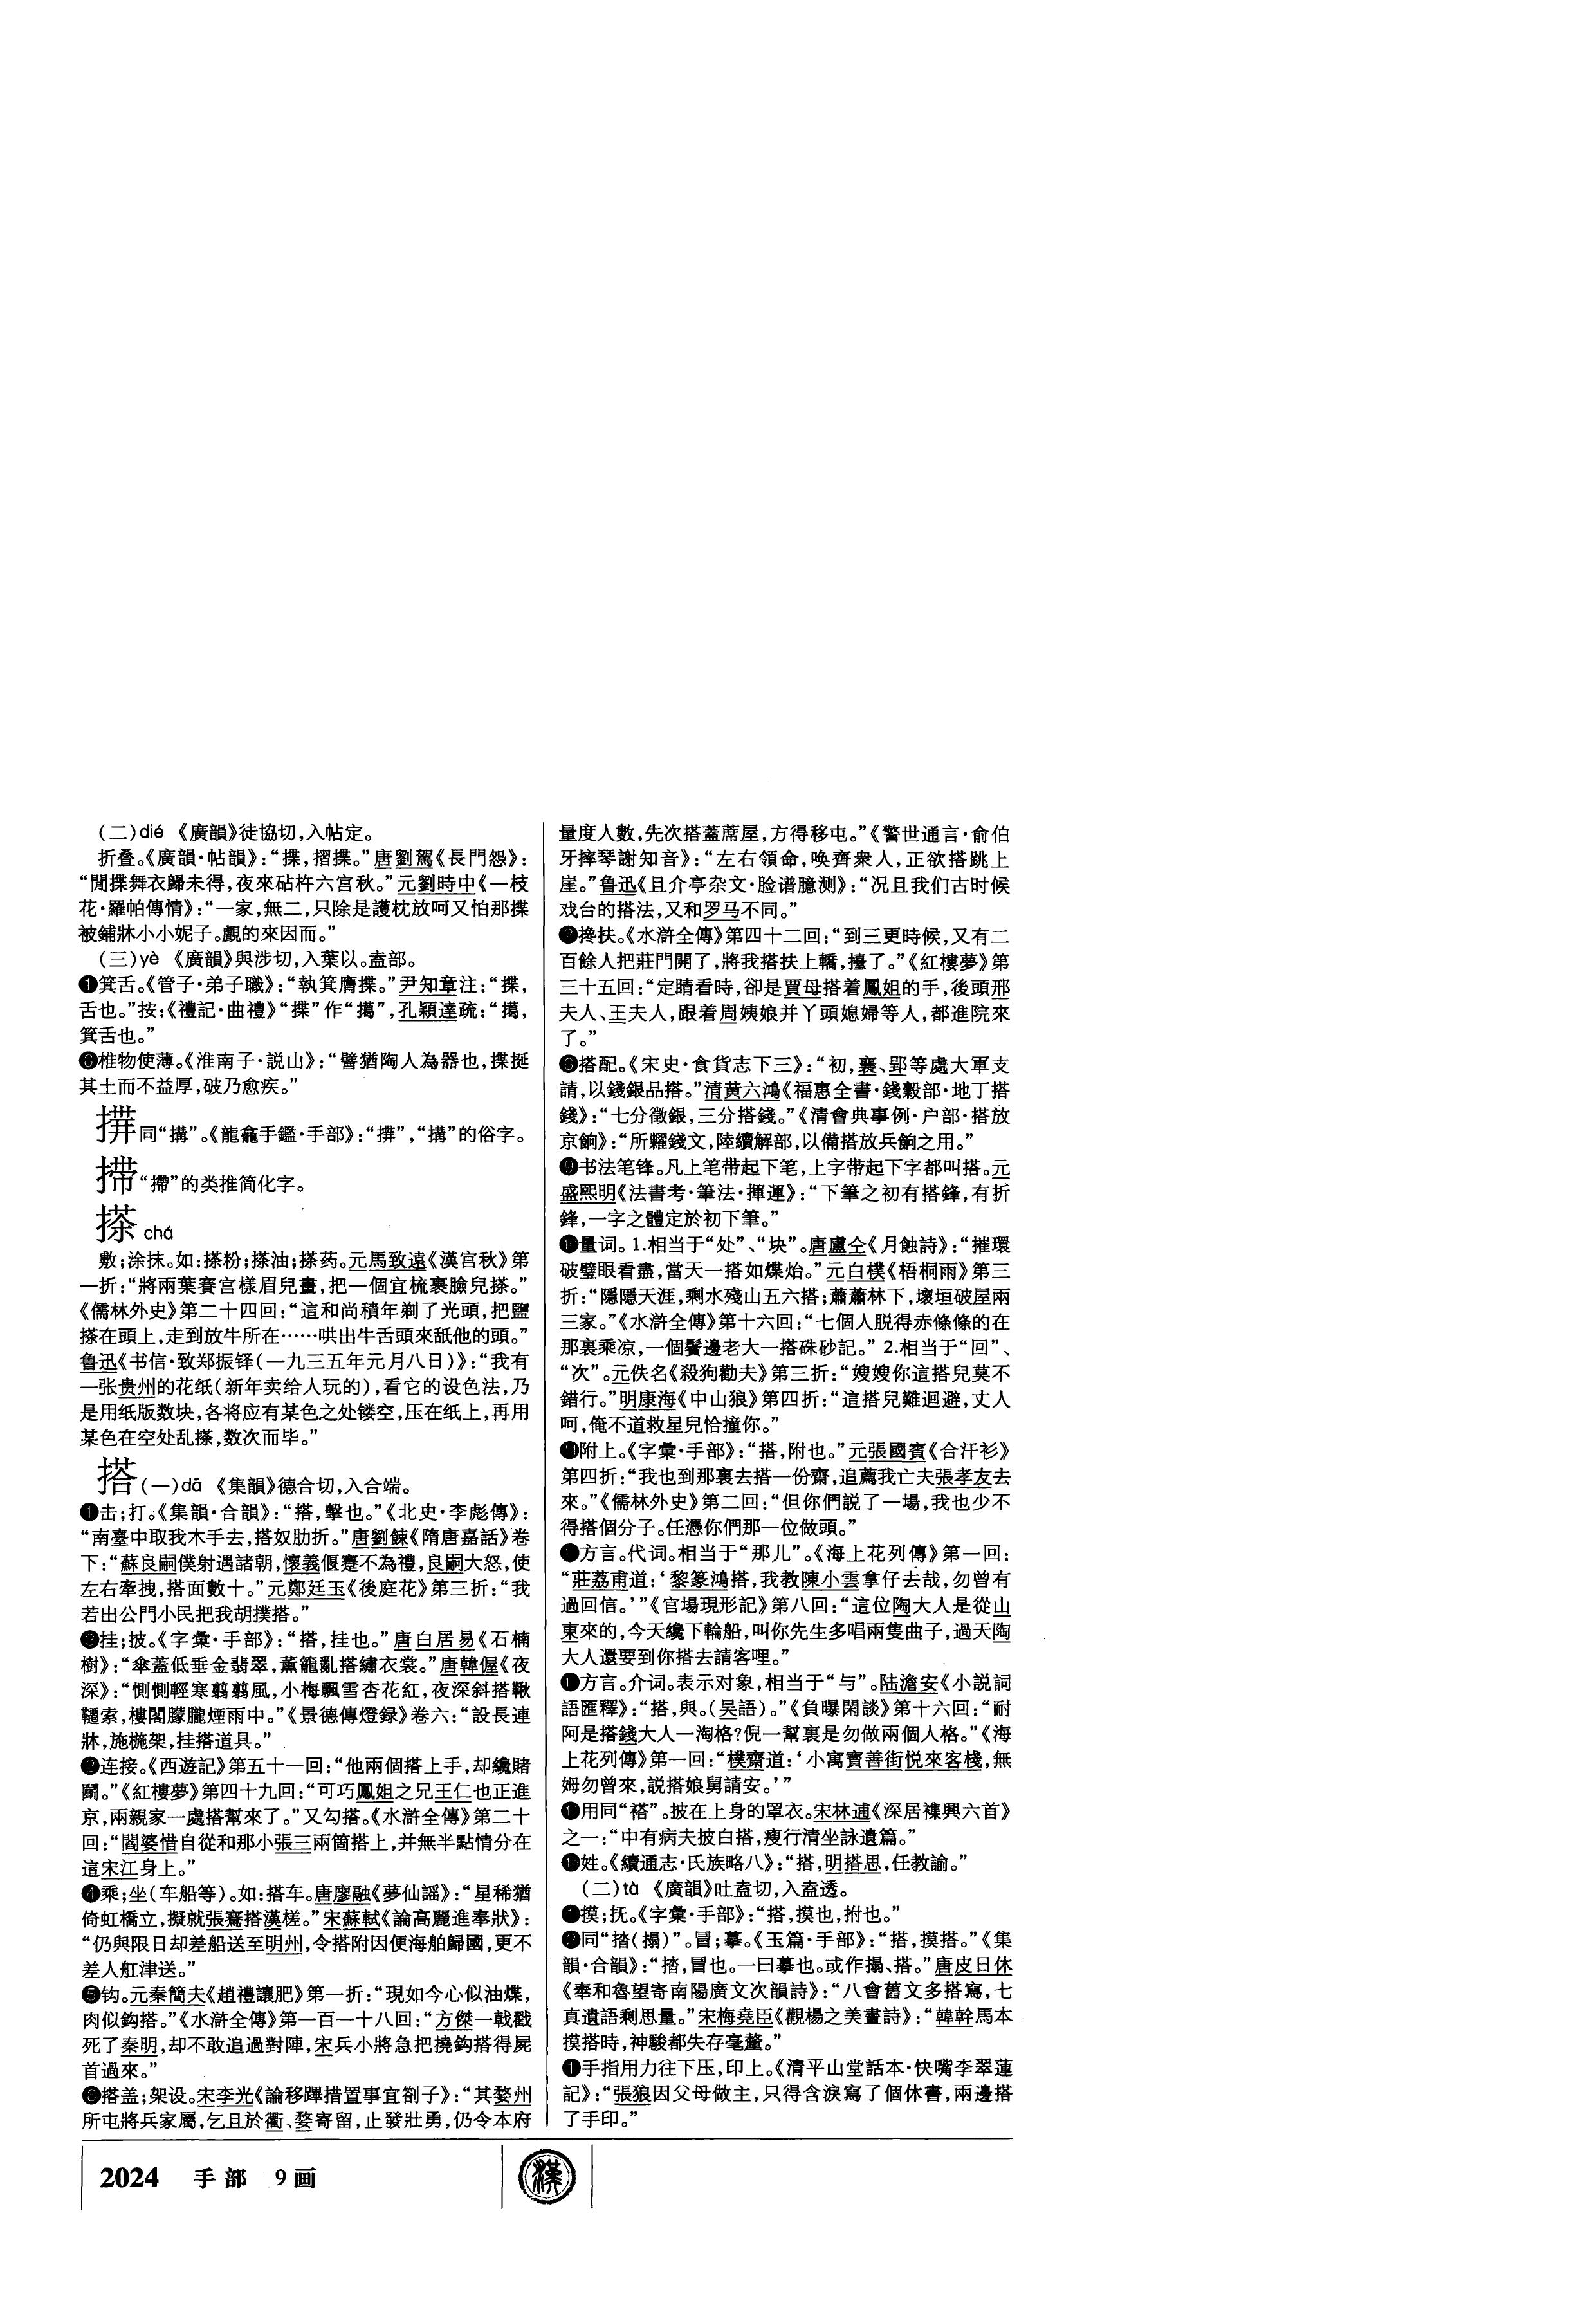 (二)dié 《廣韻》徒協切,入帖定。
折叠。《廣韻·帖韻》:“揲,摺揲。”唐劉駕《長門怨》:
“閒揲舞衣歸未得,夜來砧杵六宫秋。”元劉時中《一枝
花·羅帕傳情》:“一家,無二,只除是護枕放呵又怕那揲
被鋪牀小小妮子。覷的來因而。”
(三)yè 《廣韻》與涉切,入葉以。盍部。
❶箕舌。《管子·弟子職》:“執箕膺揲。”尹知章注:“揲,
舌也。”按:《禮記·曲禮》“揲”作“擖”,孔穎達疏:“擖,
箕舌也。”
椎物使薄。《淮南子·説山》:“譬猶陶人為器也,揲挻
其土而不益厚,破乃愈疾。”
同“搆”。《龍龕手鑑·手部》:“”,“搆”的俗字。
“摕”的类推简化字。
搽 chá
敷;涂抹。如:搽粉;搽油;搽药。元馬致遠《漢宫秋》第
一折:“將兩葉賽宫樣眉兒畫,把一個宜梳裹臉兒搽。”
《儒林外史》第二十四回:“這和尚積年剃了光頭,把鹽
搽在頭上,走到放牛所在……哄出牛舌頭來舐他的頭。”
鲁迅《书信·致郑振铎(一九三五年元月八日)》:“我有
一张贵州的花纸(新年卖给人玩的),看它的设色法,乃
是用纸版数块,各将应有某色之处镂空,压在纸上,再用
某色在空处乱搽,数次而毕。”
搭(一)dā 《集韻》德合切,入合端。
❶击;打。《集韻·合韻》:“搭,擊也。”《北史·李彪傳》:
“南臺中取我木手去,搭奴肋折。”唐劉餗《隋唐嘉話》卷
下:“蘇良嗣僕射遇諸朝,懷義偃蹇不為禮,良嗣大怒,使
左右牽拽,搭面數十。”元鄭廷玉《後庭花》第三折:“我
若出公門小民把我胡撲搭。”
❷挂;披。《字彙·手部》:“搭,挂也。”唐白居易《石楠
樹》:“傘蓋低垂金翡翠,薰籠亂搭繡衣裳。”唐韓偓《夜
深》:“惻惻輕寒翦翦風,小梅飄雪杏花紅,夜深斜搭鞦
韆索,樓閣朦朧煙雨中。”《景德傳燈録》卷六:“設長連
牀,施椸架,挂搭道具。”
連接。《西遊記》第五十一回:“他兩個搭上手,却纔賭
鬭。”《紅樓夢》第四十九回:“可巧鳳姐之兄王仁也正進
京,兩親家一處搭幫來了。”又勾搭。《水滸全傳》第二十
回:“閻婆惜自從和那小張三兩箇搭上,并無半點情分在
這宋江身上。”
❹乘;坐(车船等)。如:搭车。唐廖融《夢仙謡》:“星稀猶
倚虹橋立,擬就張騫搭漢槎。”宋蘇軾《論高麗進奉狀》:
“仍與限日却差船送至明州,令搭附因便海舶歸國,更不
差人舡津送。”
❺钩。元秦簡夫《趙禮讓肥》第一折:“現如今心似油煠,
肉似鈎搭。”《水滸全傳》第一百一十八回:“方傑一戟戳
死了秦明,却不敢追過對陣,宋兵小將急把撓鈎搭得屍
首過來。”
❻搭盖;架设。宋李光《論移蹕措置事宜劄子》:“其婺州
所屯將兵家屬,乞且於衢、婺寄留,止發壯勇,仍令本府
量度人數,先次搭蓋蓆屋,方得移屯。”《警世通言·俞伯
牙摔琴謝知音》:“左右領命,唤齊衆人,正欲搭跳上
崖。”鲁迅《且介亭杂文·脸谱臆测》:“况且我们古时候
戏台的搭法,又和罗马不同。”
搀扶。《水滸全傳》第四十二回:“到三更時候,又有二
百餘人把莊門開了,將我搭扶上轎,擡了。”《紅樓夢》第
三十五回:“定睛看時,卻是賈母搭着鳳姐的手,後頭邢
夫人、王夫人,跟着周姨娘并丫頭媳婦等人,都進院來
了。”
❽搭配。《宋史·食貨志下三》:“初,襄、郢等處大軍支
請,以錢銀品搭。”清黄六鴻《福惠全書·錢穀部·地丁搭
錢》:“七分徵銀,三分搭錢。”《清會典事例·户部·搭放
京餉》:“所糶錢文,陸續解部,以備搭放兵餉之用。”
❾书法笔锋。凡上笔带起下笔,上字带起下字都叫搭。元
盛熙明《法書考·筆法·揮運》:“下筆之初有搭鋒,有折
鋒,一字之體定於初下筆。”
量词。1.相当于“处”、“块”。唐盧仝《月蝕詩》:“摧環
破璧眼看盡,當天一搭如煤炲。”元白樸《梧桐雨》第三
折:“隱隱天涯,剩水殘山五六搭;蕭蕭林下,壞垣破屋兩
三家。”《水滸全傳》第十六回:“七個人脱得赤條條的在
那裏乘凉,一個鬢邊老大一搭硃砂記。”2.相当于“回”、
“次”。元佚名《殺狗勸夫》第三折:“嫂嫂你這搭兒莫不
錯行。”明康海《中山狼》第四折:“這搭兒難迴避,丈人
呵,俺不道救星兒恰撞你。”
⓫附上。《字彙·手部》:“搭,附也。”元張國賓《合汗衫》
第四折:“我也到那裏去搭一份齋,追薦我亡夫張孝友去
來。”《儒林外史》第二回:“但你們説了一場,我也少不
得搭個分子。任憑你們那一位做頭。”
方言。代词。相当于“那儿”。《海上花列傳》第一回:
“莊荔甫道:‘黎篆鴻搭,我教陳小雲拿仔去哉,勿曾有
過回信。’”《官場現形記》第八回:“這位陶大人是從山
東來的,今天纔下輪船,叫你先生多唱兩隻曲子,過天陶
大人還要到你搭去請客哩。”
方言。介词。表示对象,相当于“与”。陆澹安《小説詞
語匯釋》:“搭,與。(吴語)。”《負曝閑談》第十六回:“耐
阿是搭錢大人一淘格?倪一幫裏是勿做兩個人格。”《海
上花列傳》第一回:“樸齋道:‘小寓寶善街悦來客棧,無
姆勿曾來,説搭娘舅請安。’”
用同“褡”。披在上身的罩衣。宋林逋《深居襍興六首》
之一:“中有病夫披白搭,瘦行清坐詠遺篇。”
姓。《續通志·氏族略八》:“搭,明搭思,任教諭。”
(二)tà 《廣韻》吐盍切,入盍透。
❶摸;抚。《字彙·手部》:“搭,摸也,拊也。”
❷同“㧺(搨)”。冒;摹。《玉篇·手部》:“搭,摸搭。”《集
韻·合韻》:“㧺,冒也。一曰摹也。或作搨、搭。”唐皮日休
《奉和魯望寄南陽廣文次韻詩》:“八會舊文多搭寫,七
真遺語剩思量。”宋梅堯臣《觀楊之美畫詩》:“韓幹馬本
摸搭時,神駿都失存毫釐。”
手指用力往下压,印上。《清平山堂話本·快嘴李翠蓮
記》:“張狼因父母做主,只得含淚寫了個休書,兩邊搭
了手印。”
2024 手部 9画
漢